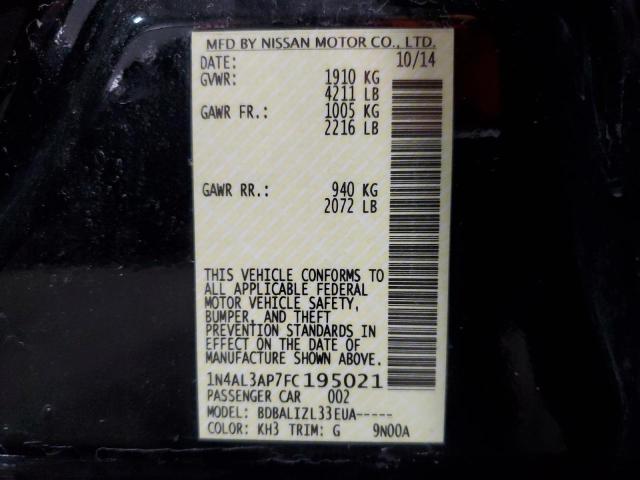 MFD BY NISSAN MOTOR CO., LTD.
DATE: 10/14
GVWR: 1910 KG
4211 LB
GAWR FR.: 1005 KG
2216 LB
GAWR RR.: 940 KG
2072 LB
THIS VEHICLE CONFORMS TO
ALL APPLICABLE FEDERAL
MOTOR VEHICLE SAFETY,
BUMPER, AND THEFT
PREVENTION STANDARDS IN
EFFECT ON THE DATE OF
MANUFACTURE SHOWN ABOVE.
1N4AL3AP7FC195021
PASSENGER CAR 002
MODEL: BDBALIZL33EUA-----
COLOR: KH3 TRIM: G 9N00A